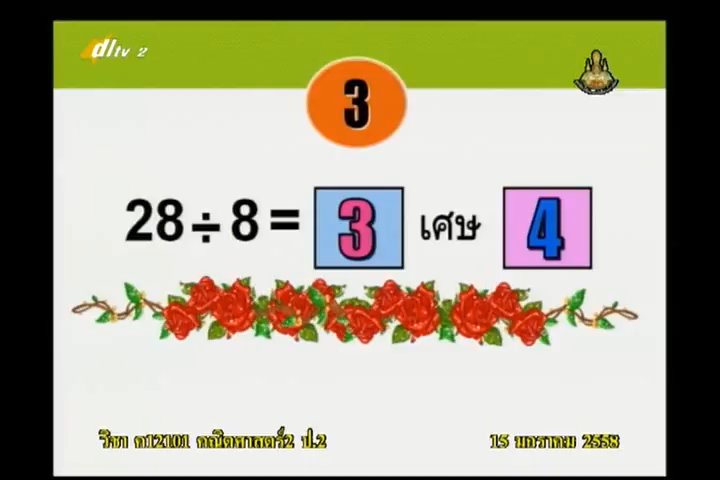 dltv 2
3
28÷8= 3 เศษ 4
วิชา ค12101 คณิตศาสตร์2 ป.2
15 มกราคม 2558